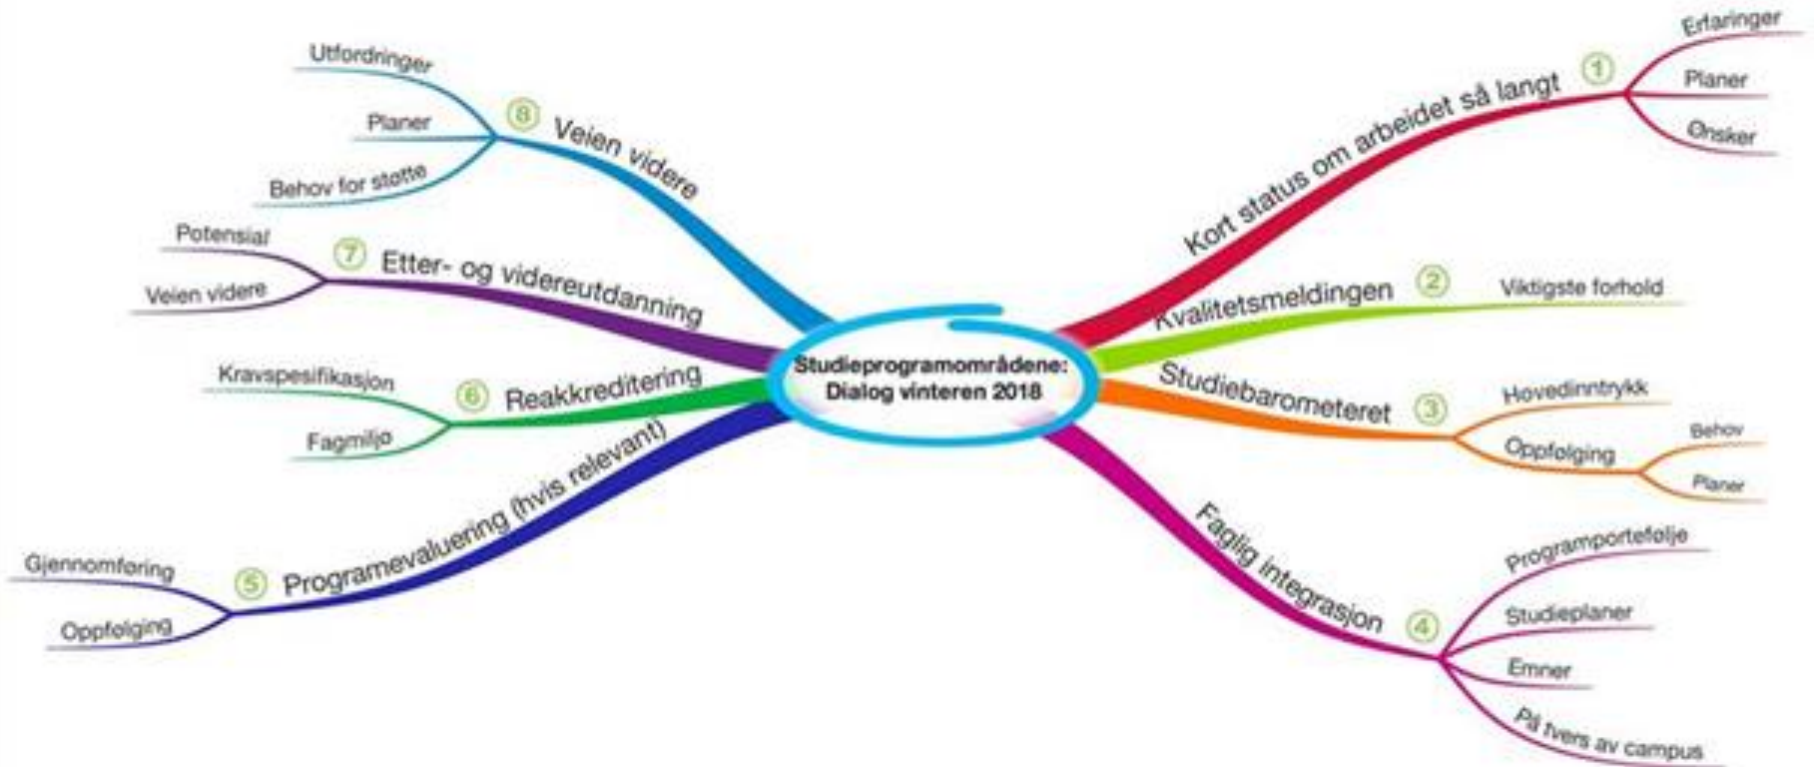 Studieprogramområdene:
Dialog vinteren 2018
1
Kort status om arbeidet så langt
Erfaringer
Planer
Ønsker
2
Kvalitetsmeldingen
Viktigste forhold
3
Studiebarometeret
Hovedinntrykk
Oppfølging
Behov
Planer
4
Faglig integrasjon
Programportefølje
Studieplaner
Emner
På tvers av campus
5
Programevaluering (hvis relevant)
Gjennomføring
Oppfølging
6
Reakkreditering
Kravspesifikasjon
Fagmiljø
7
Etter- og videreutdanning
Potensial
Veien videre
8
Veien videre
Utfordringer
Planer
Behov for støtte